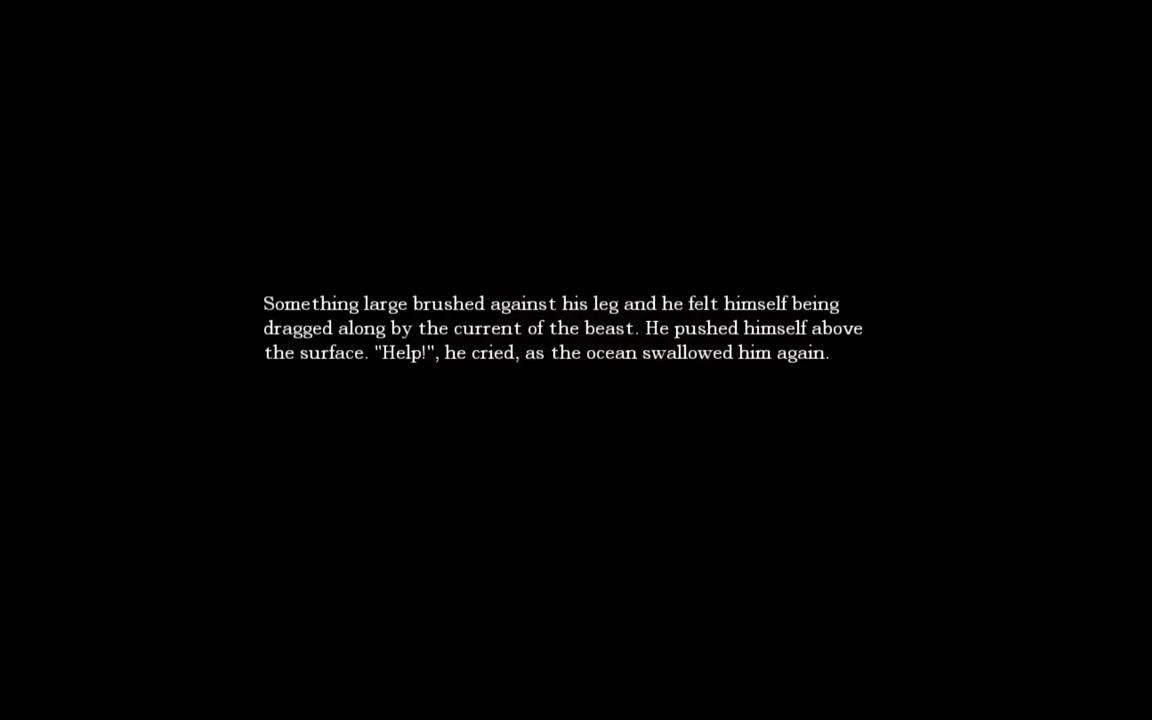 Something large brushed against his leg and he felt himself being
dragged along by the current of the beast. He pushed himself above
the surface. "Help!", he cried, as the ocean swallowed him again.